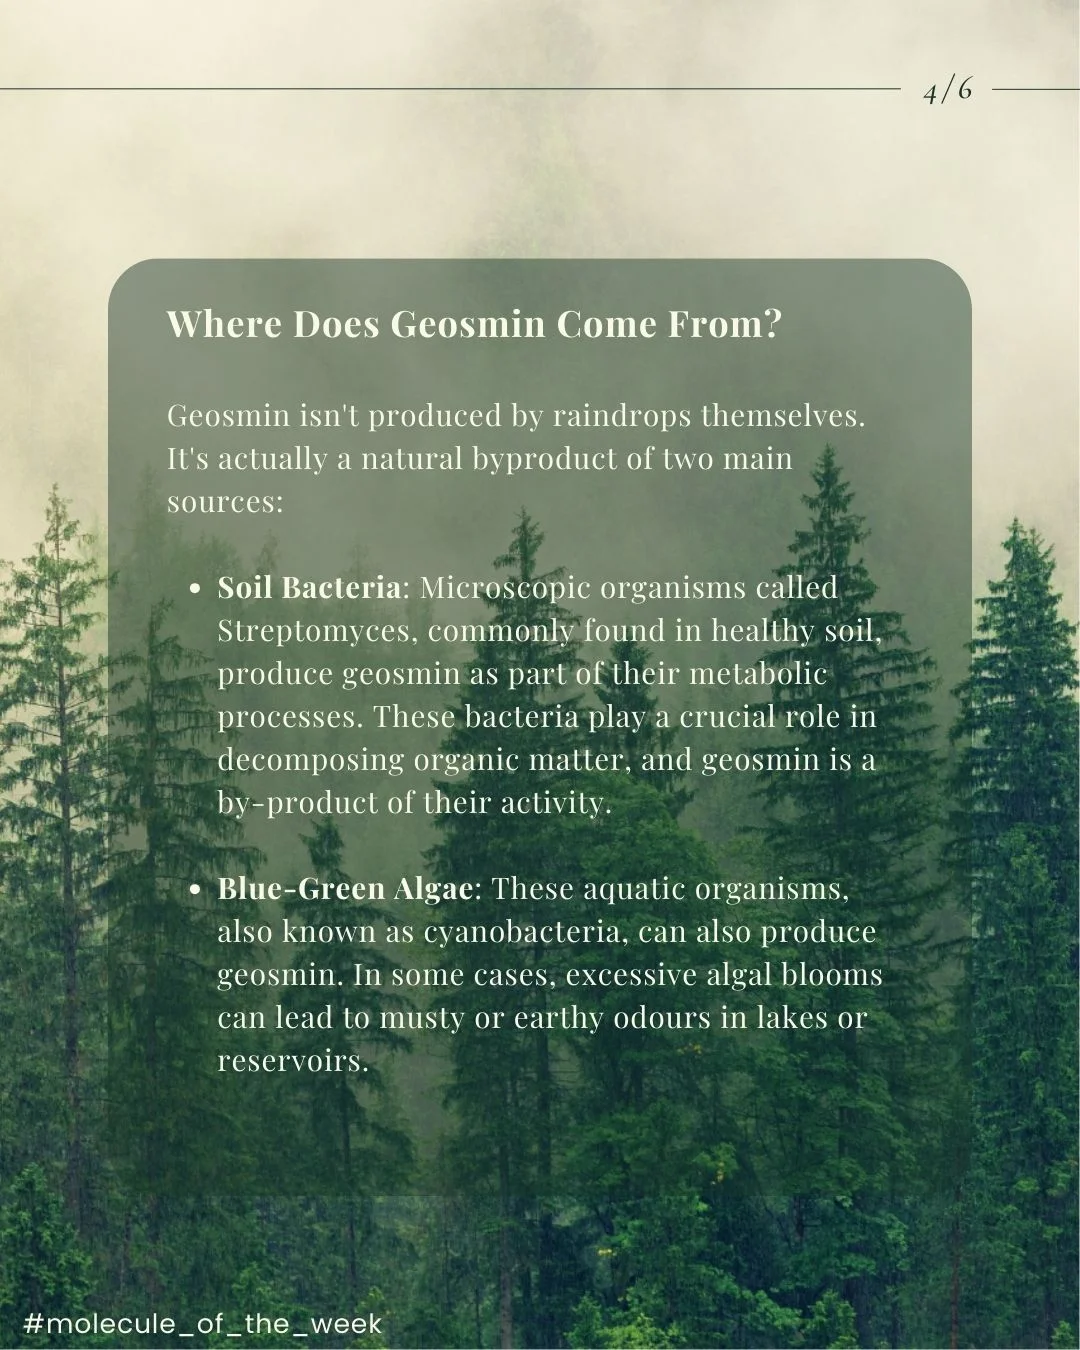 4/6
Where Does Geosmin Come From?
Geosmin isn't produced by raindrops themselves.
It's actually a natural byproduct of two main
sources:
• Soil Bacteria: Microscopic organisms called
Streptomyces, commonly found in healthy soil,
produce geosmin as part of their metabolic
processes. These bacteria play a crucial role in
decomposing organic matter, and geosmin is a
by-product of their activity.
• Blue-Green Algae: These aquatic organisms,
also known as cyanobacteria, can also produce
geosmin. In some cases, excessive algal blooms
can lead to musty or earthy odours in lakes or
reservoirs.
#molecule_of_the_week